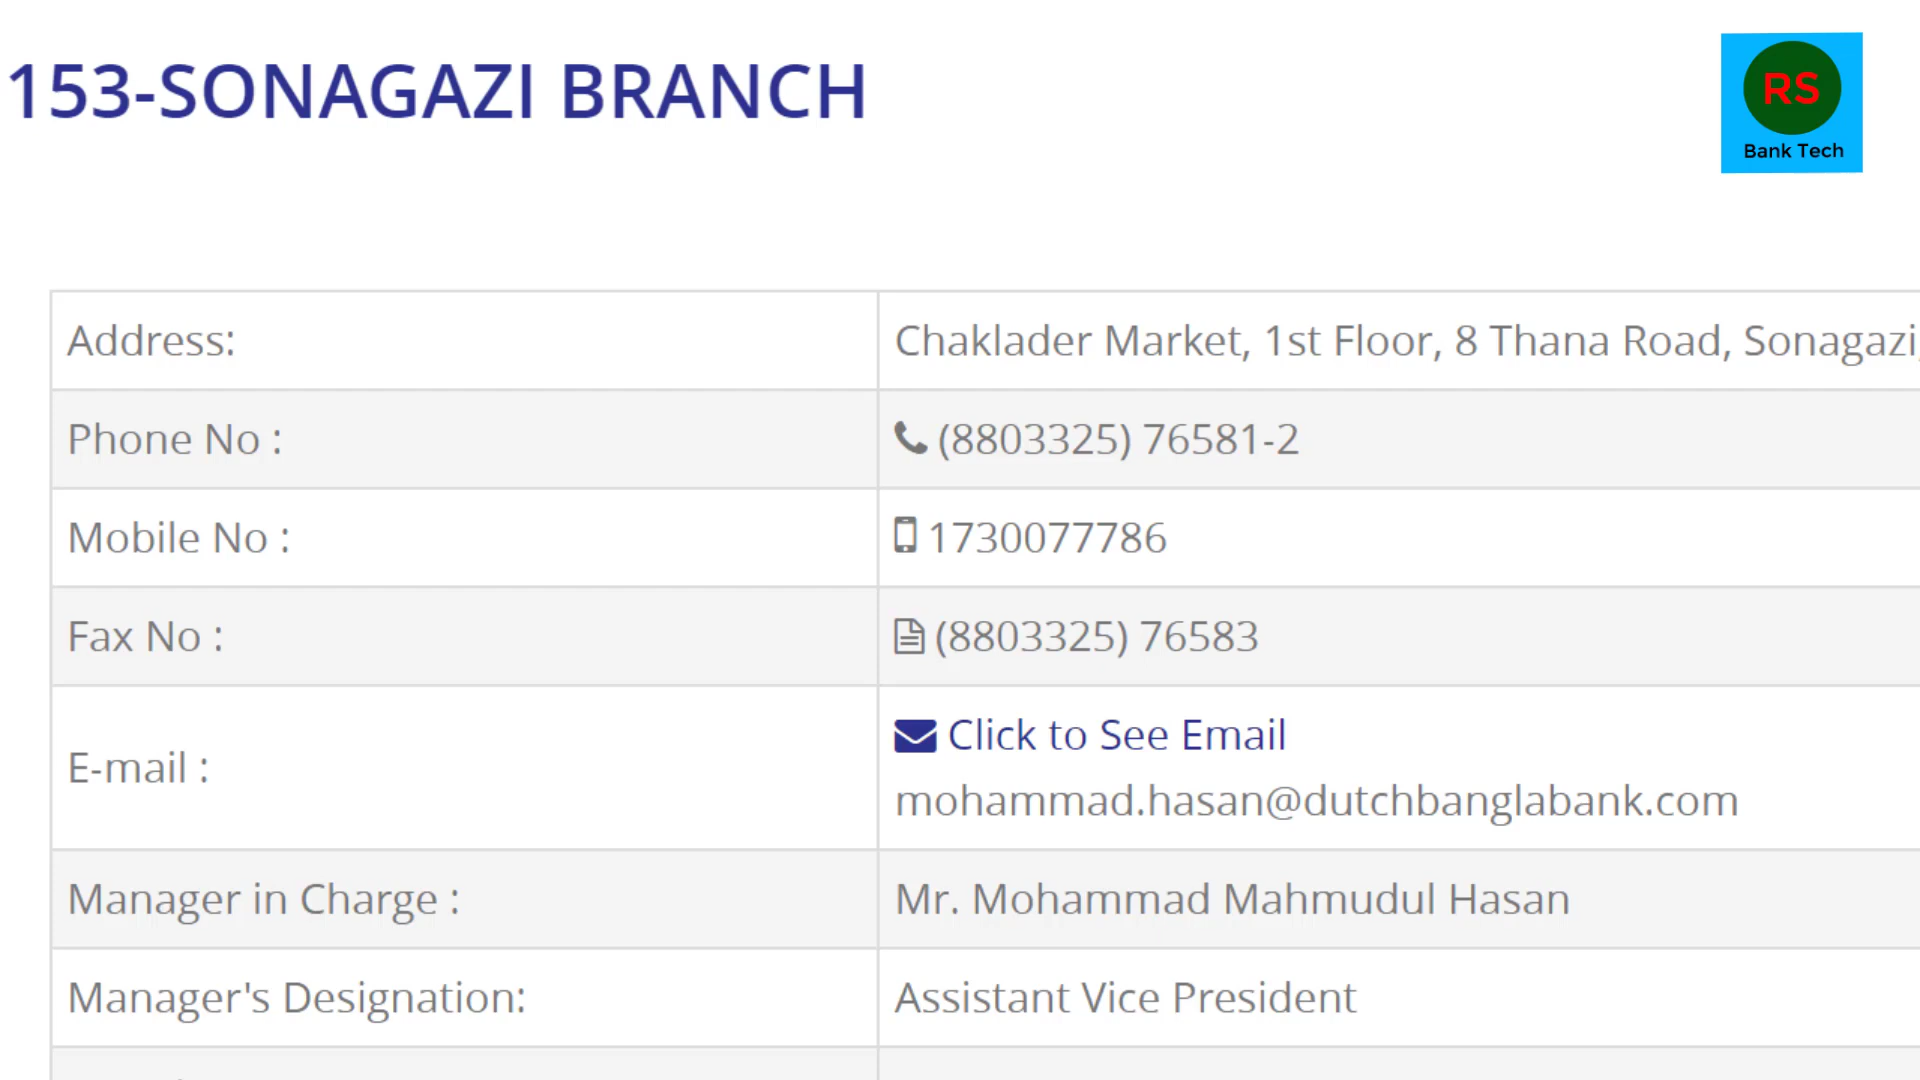 153-SONAGAZI BRANCH
RS
Bank Tech
Address: Chaklader Market, 1st Floor, 8 Thana Road, Sonagazi,
Phone No : (8803325) 76581-2
Mobile No : 1730077786
Fax No : (8803325) 76583
E-mail : Click to See Email
mohammad.hasan@dutchbanglabank.com
Manager in Charge : Mr. Mohammad Mahmudul Hasan
Manager's Designation: Assistant Vice President